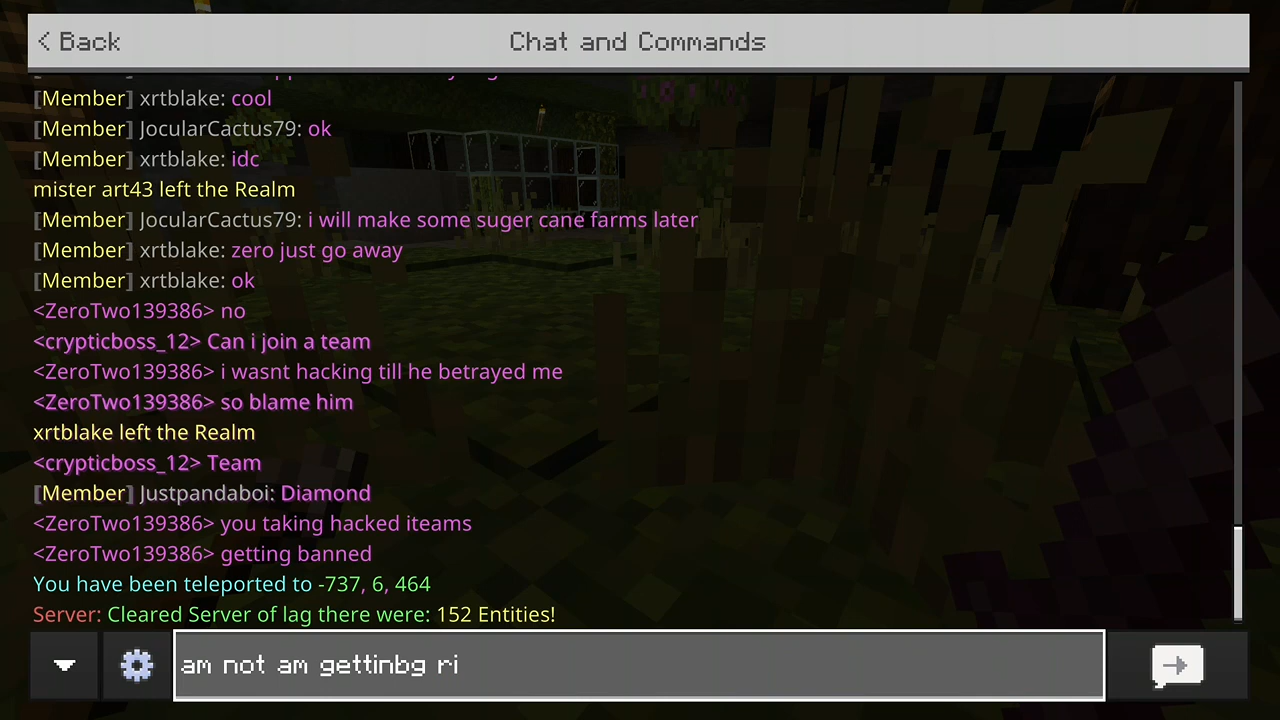 Back
Chat and Commands
[Member] xrtblake: cool
[Member] JocularCactus79: ok
[Member] xrtblake: idc
mister art43 left the Realm
[Member] JocularCactus79: i will make some suger cane farms later
[Member] xrtblake: zero just go away
[Member] xrtblake: ok
<ZeroTwo139386> no
<crypticboss_12> Can i join a team
<ZeroTwo139386> i wasnt hacking till he betrayed me
<ZeroTwo139386> so blame him
xrtblake left the Realm
<crypticboss_12> Team
[Member] Justpandaboi: Diamond
<ZeroTwo139386> you taking hacked iteams
<ZeroTwo139386> getting banned
You have been teleported to -737, 6, 464
Server: Cleared Server of lag there were: 152 Entities!
am not am gettinbg ri